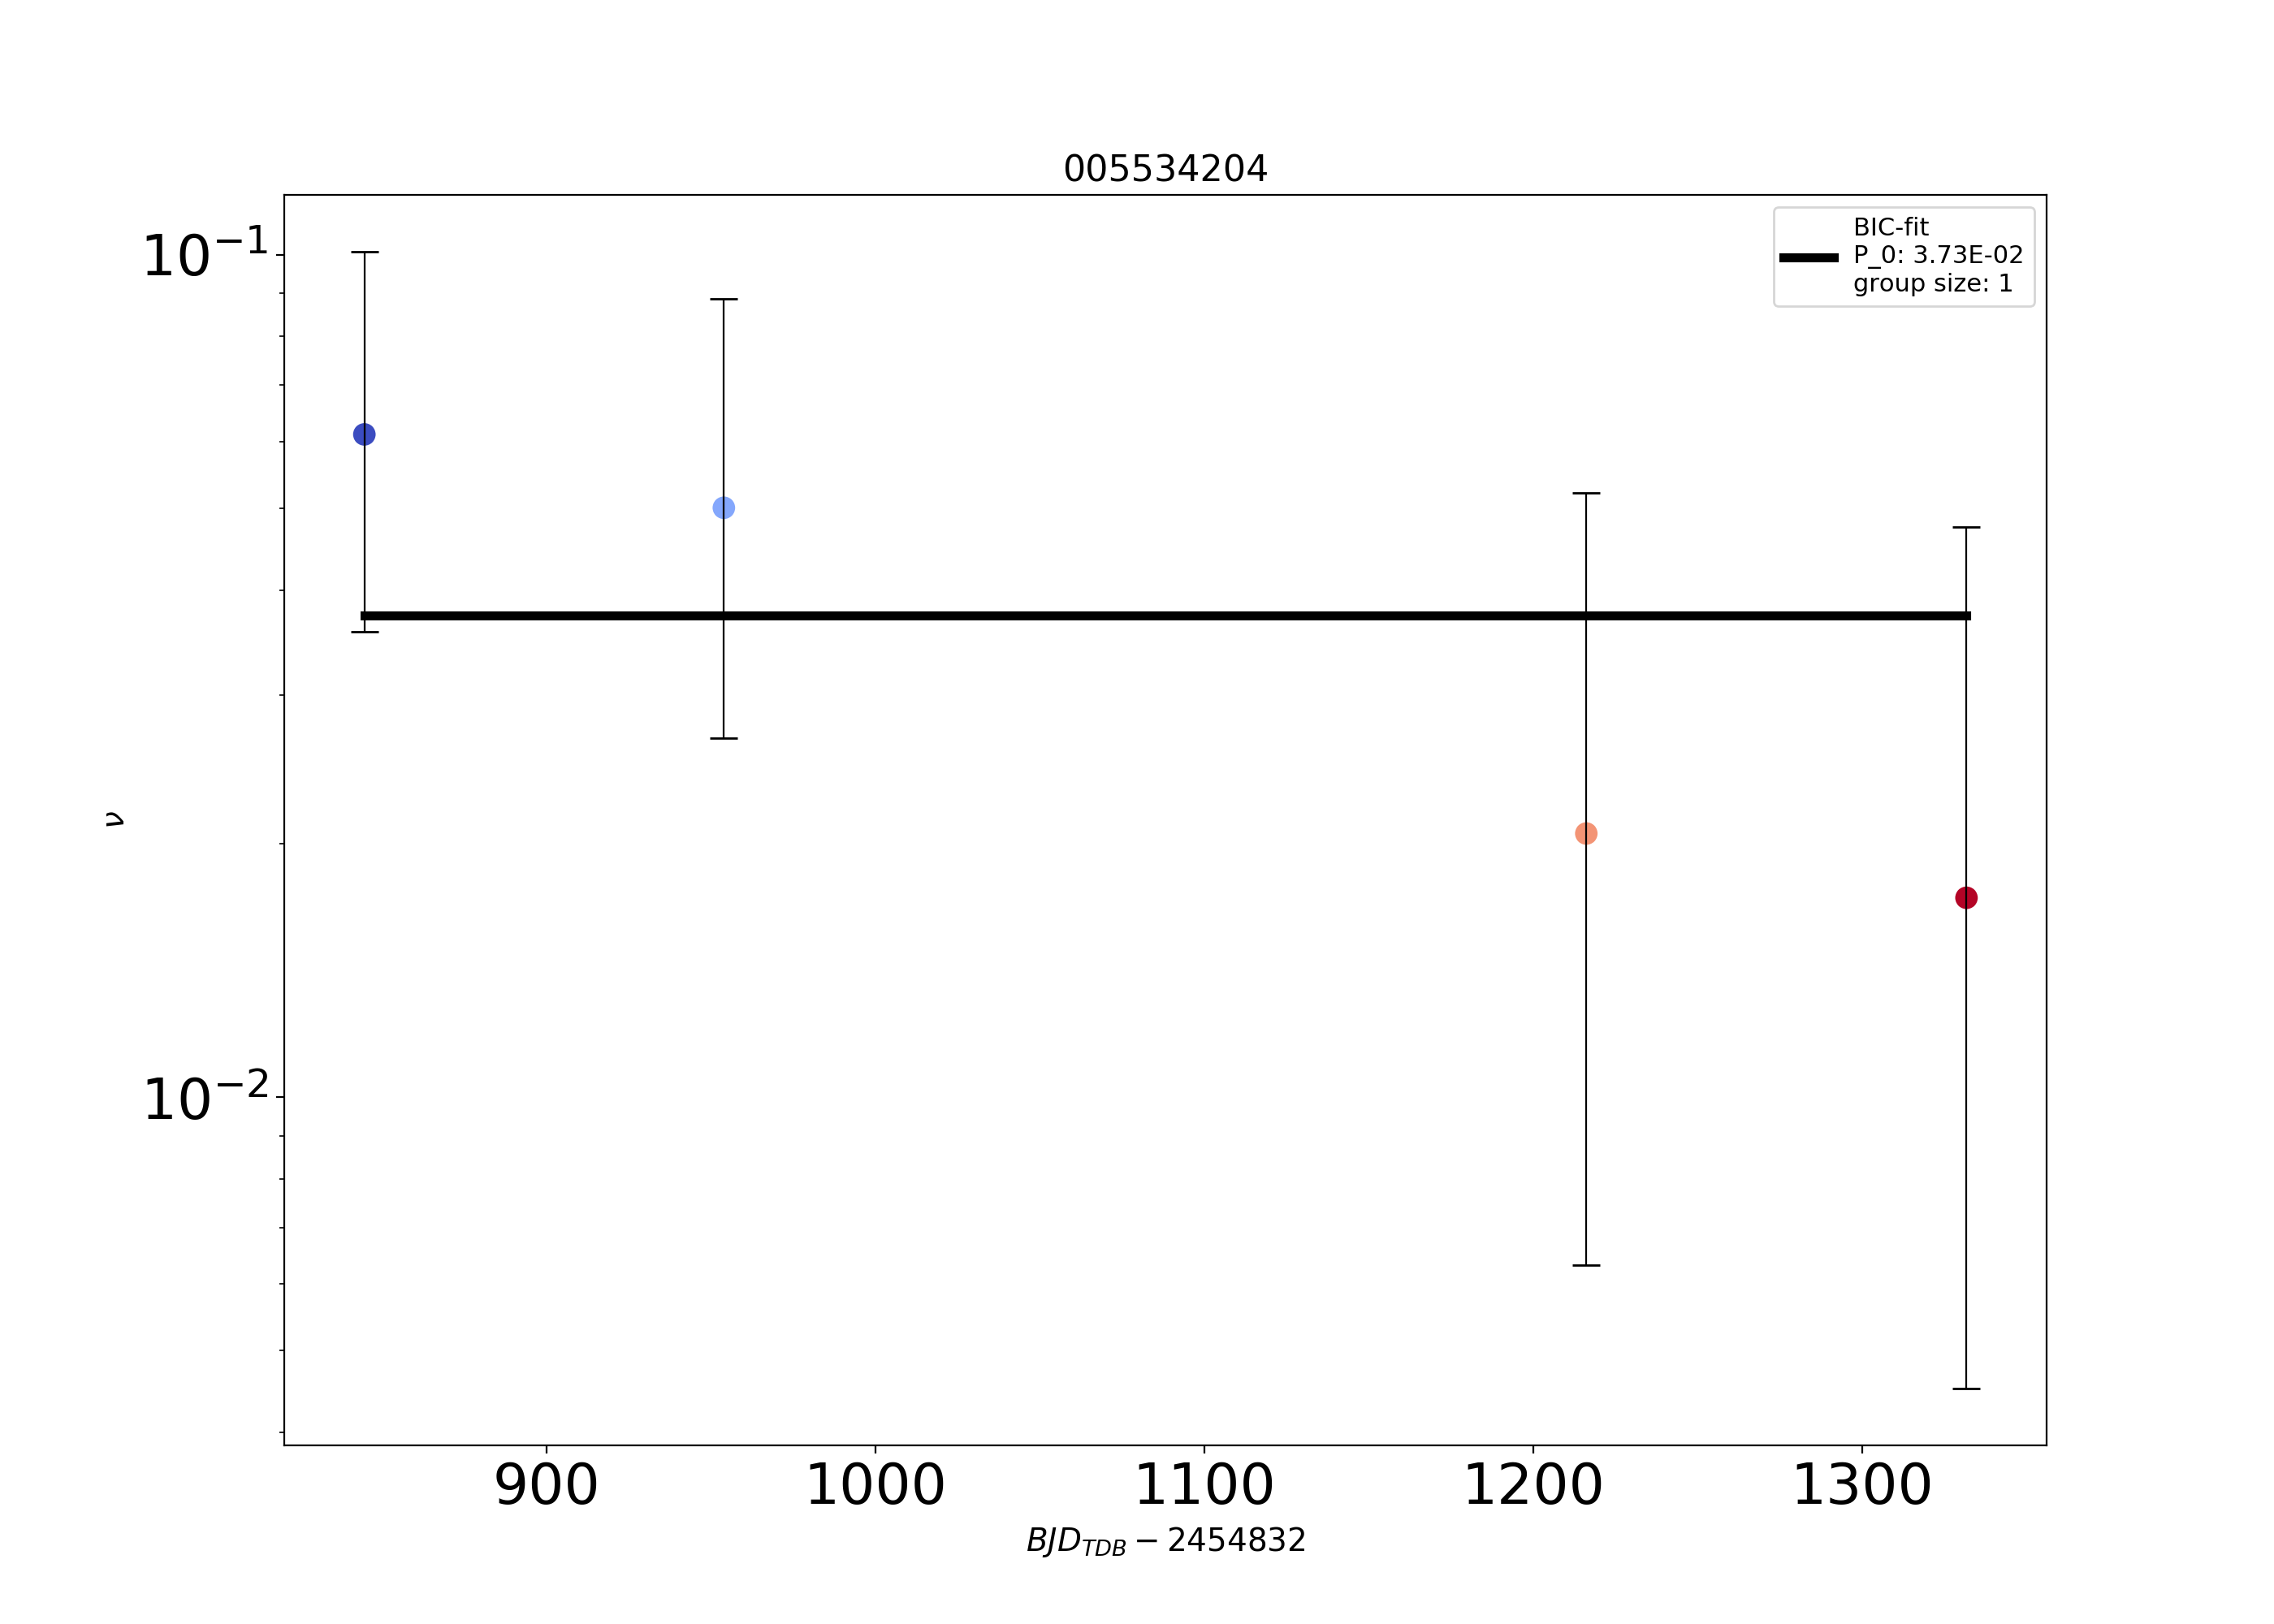 005534204
10⁻¹
BIC-fit
P_0: 3.73E-02
group size: 1
ν
10⁻²
900 1000 1100 1200 1300
BJD_TDB − 2454832